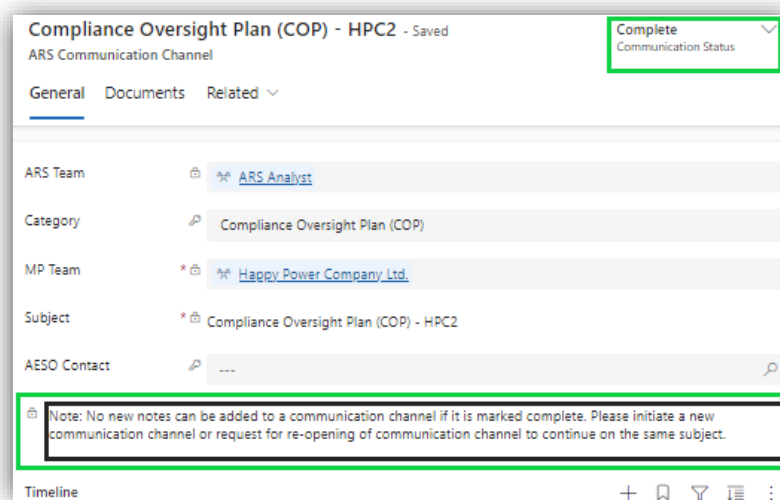 Compliance Oversight Plan (COP) - HPC2 - Saved
ARS Communication Channel
Complete
Communication Status
General Documents Related
ARS Team ARS Analyst
Category Compliance Oversight Plan (COP)
MP Team * Happy Power Company Ltd.
Subject * Compliance Oversight Plan (COP) - HPC2
AESO Contact ---
Note: No new notes can be added to a communication channel if it is marked complete. Please initiate a new
communication channel or request for re-opening of communication channel to continue on the same subject.
Timeline